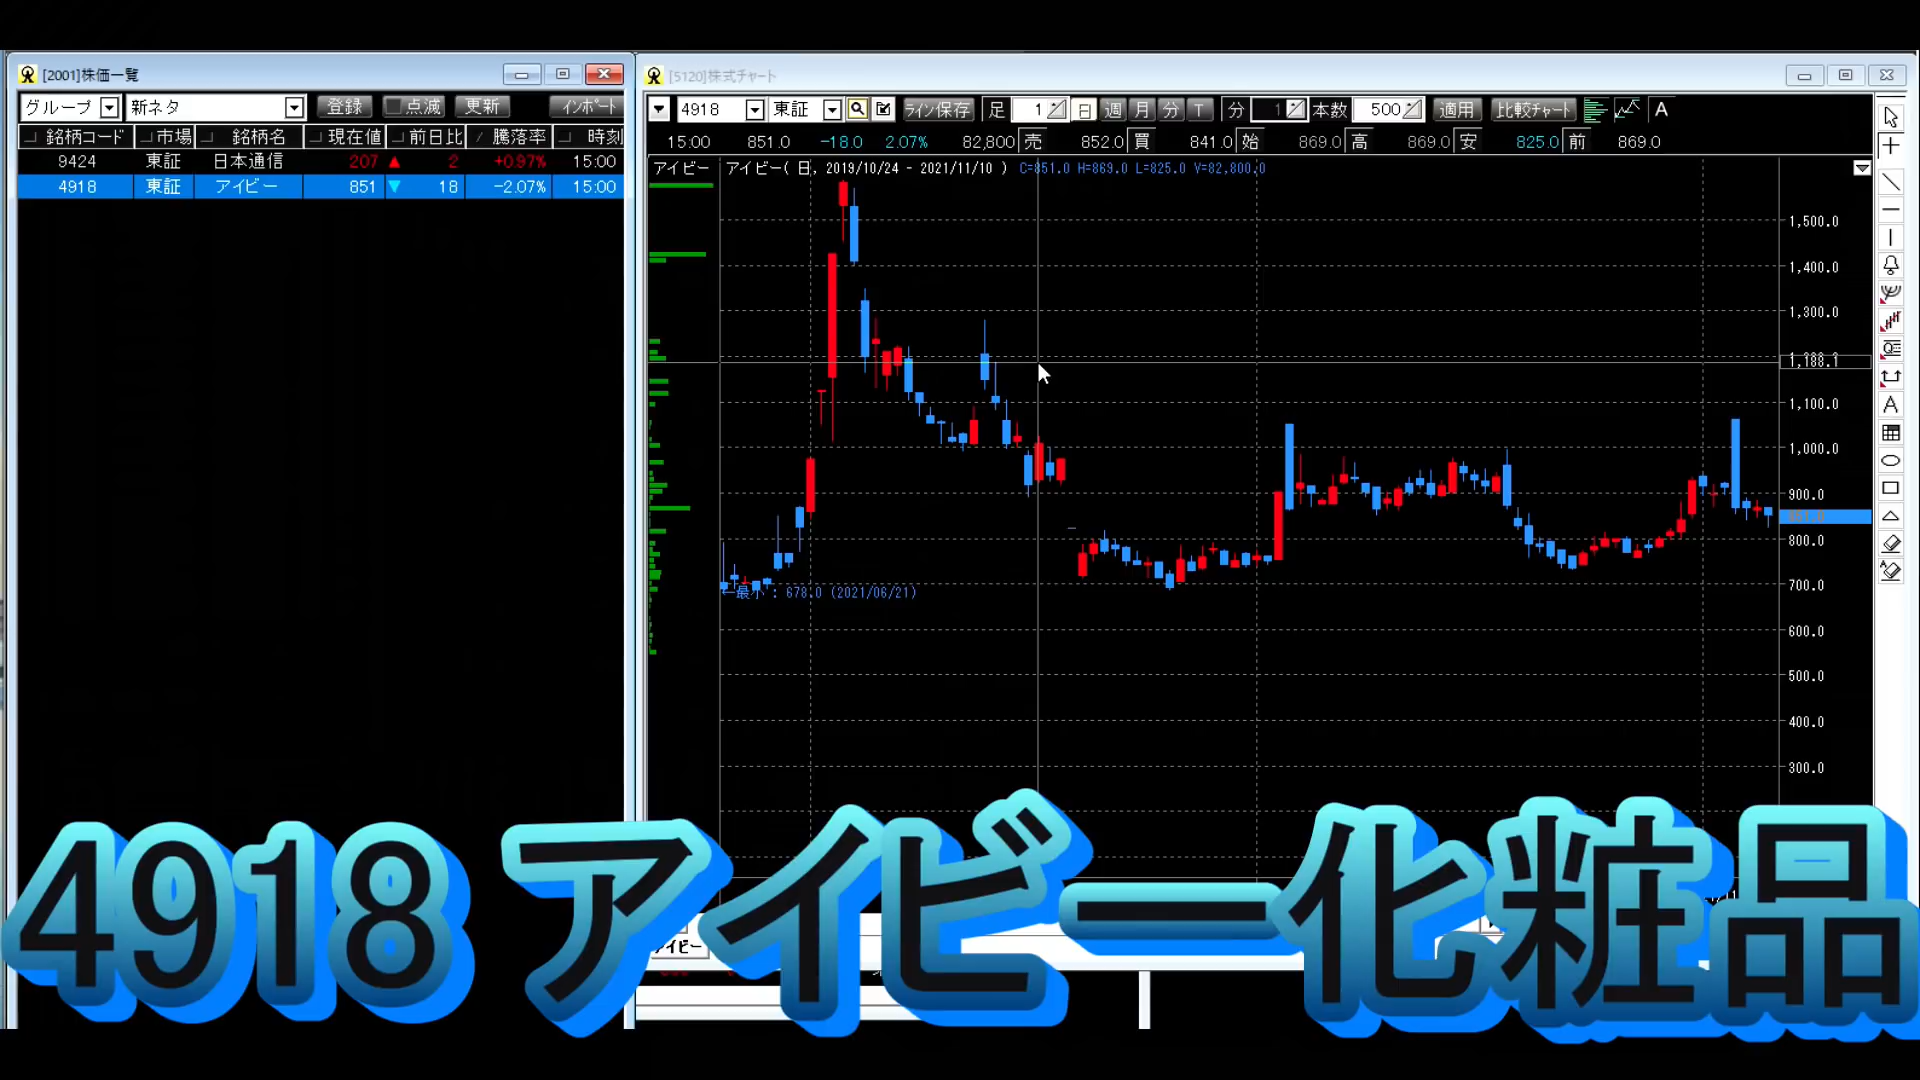 [2001]株価一覧
グループ 新ネタ 登録 点滅 更新 インポート
銘柄コード 市場 銘柄名 現在値 前日比 騰落率 時刻
9424 東証 日本通信 207 ▲ 2 +0.97% 15:00
4918 東証 アイビー 851 ▼ 18 -2.07% 15:00
[5120]株式チャート
4918 東証 ライン保存 足 1 日 週 月 分 T 分 1 本数 500 適用 比較チャート A
15:00 851.0 -18.0 2.07% 82,800 売 852.0 買 841.0 始 869.0 高 869.0 安 825.0 前 869.0
アイビー アイビー( 日, 2019/10/24 - 2021/11/10 ) C=851.0 H=869.0 L=825.0 V=82,800.0
1,500.0
1,400.0
1,300.0
1,188.1
1,100.0
1,000.0
900.0
800.0
700.0
600.0
500.0
400.0
300.0
←最小 : 678.0 (2021/06/21)
A
4918 アイビー化粧品
アイビー